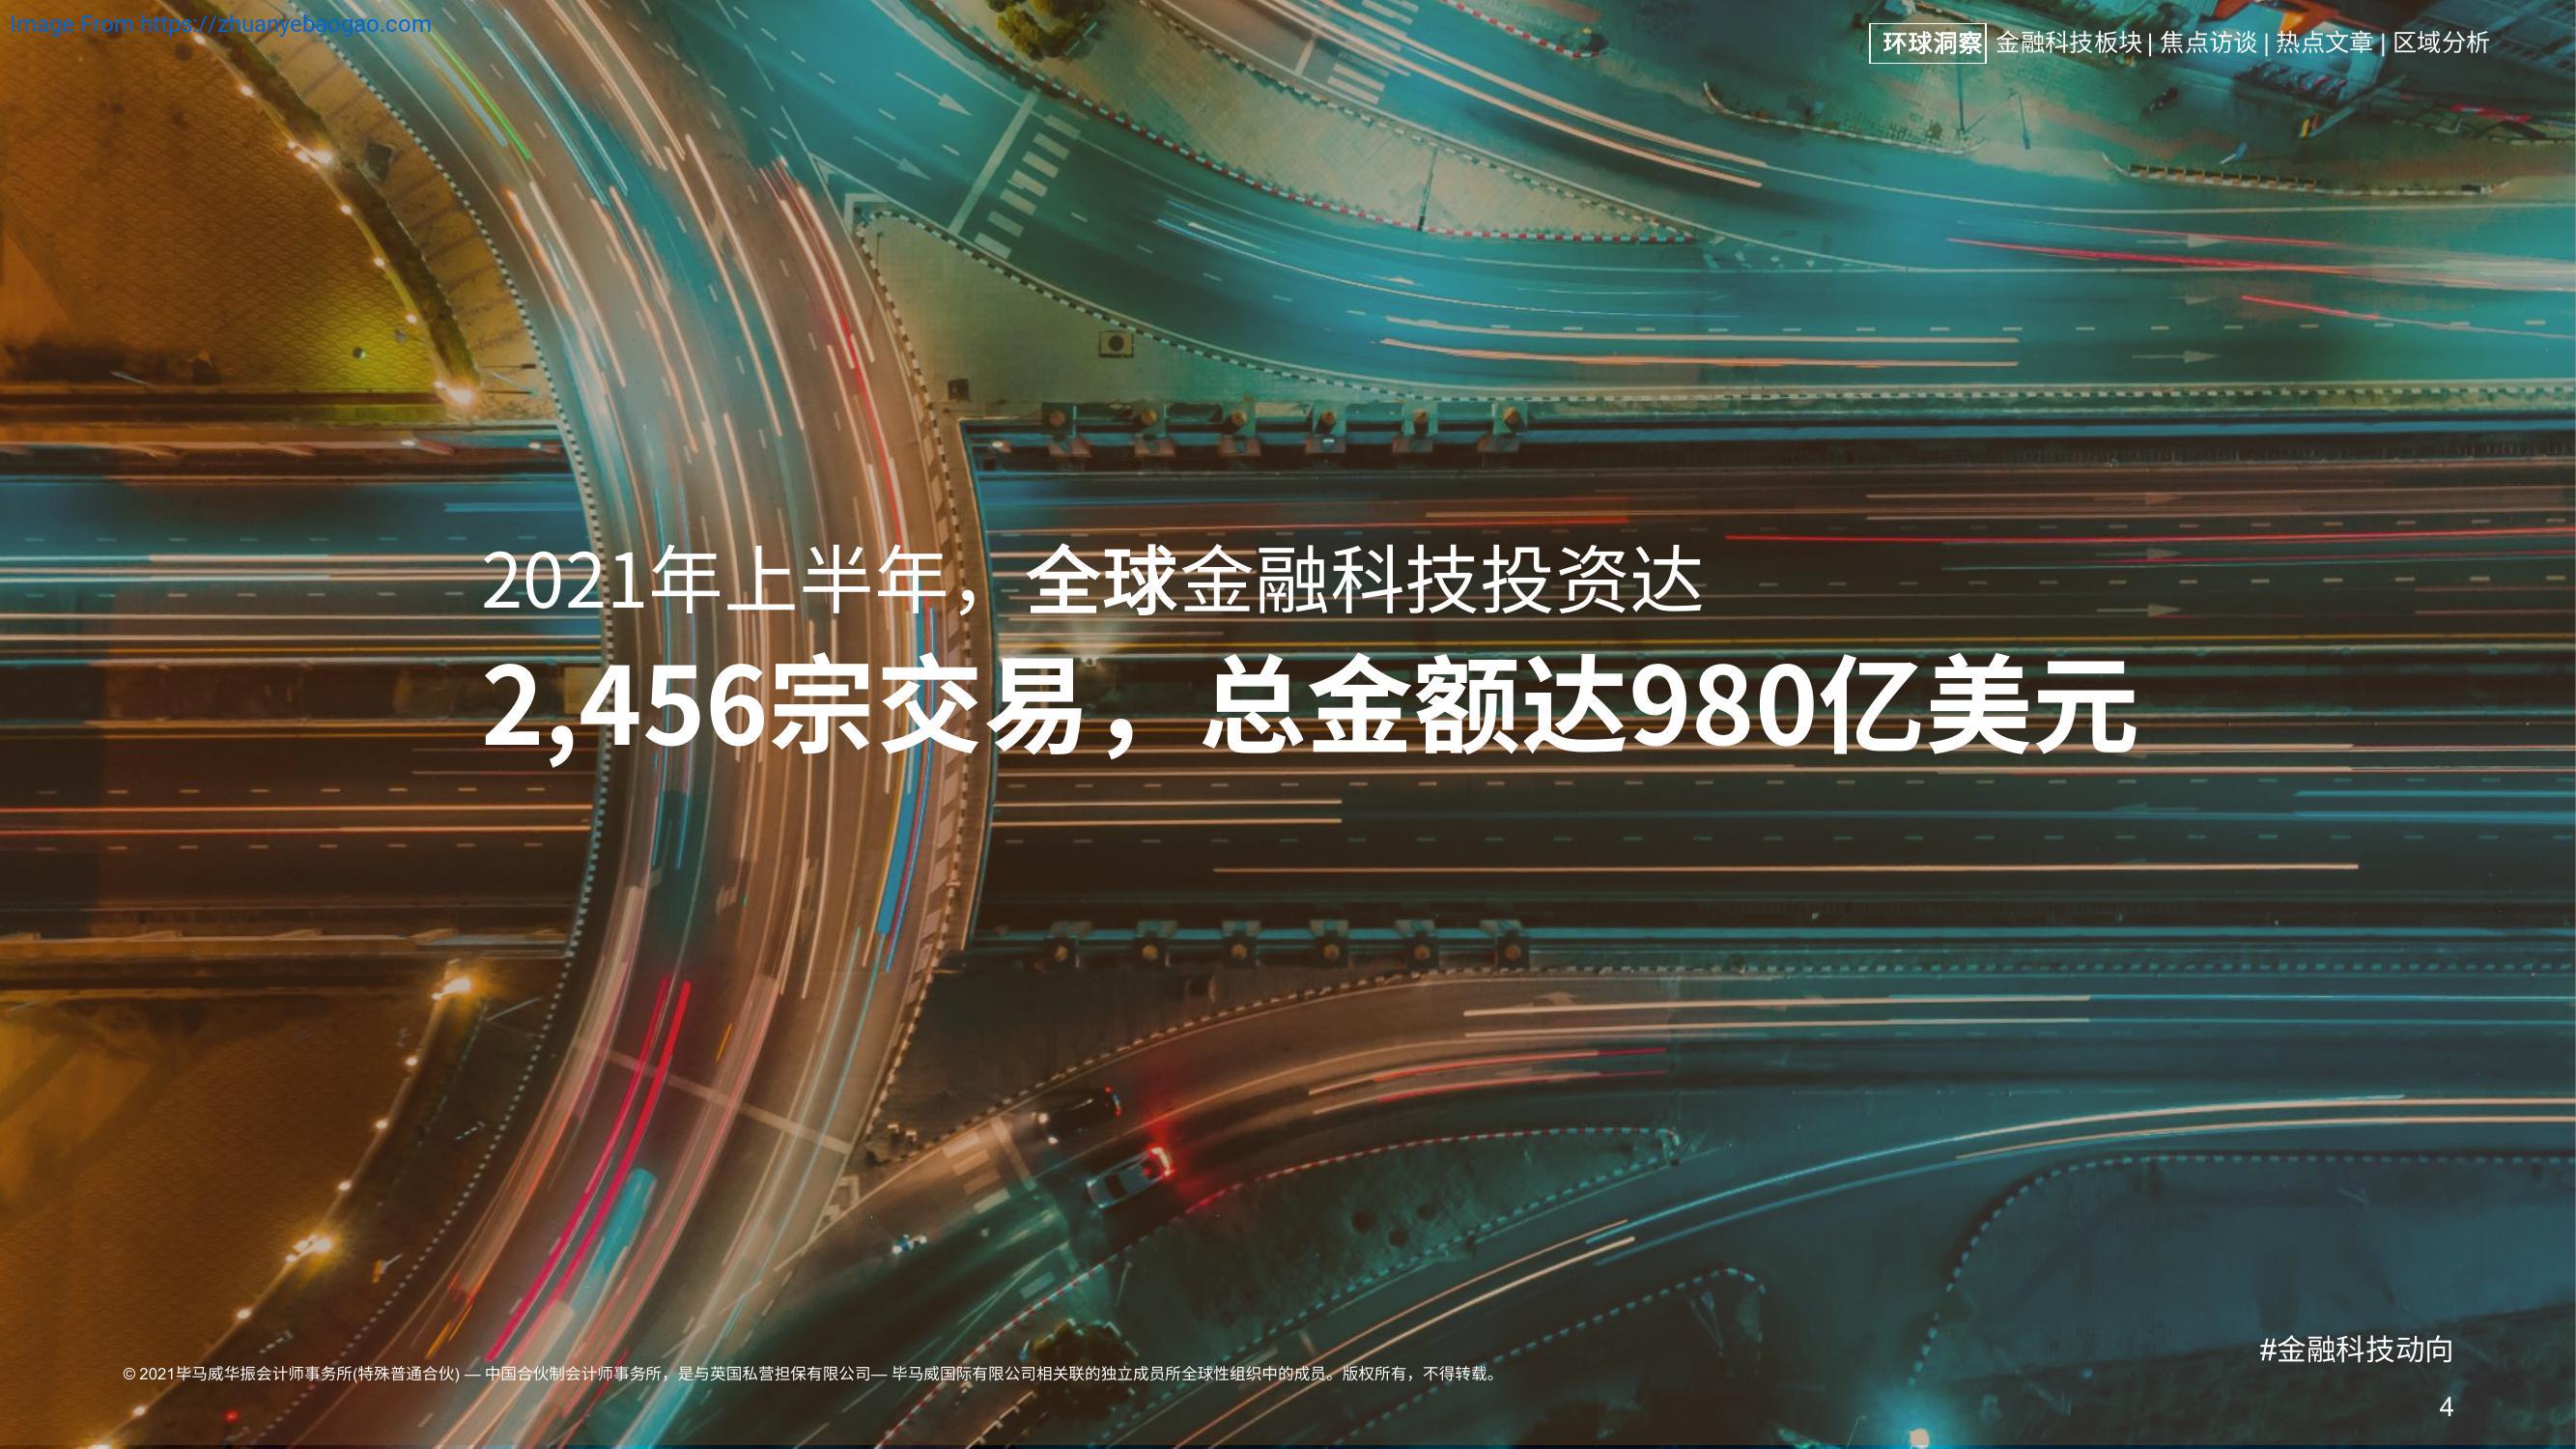 Image From https://zhuanyebaogao.com
环球洞察 金融科技板块 | 焦点访谈 | 热点文章 | 区域分析
2021年上半年，全球金融科技投资达
2,456宗交易，总金额达980亿美元
#金融科技动向
© 2021毕马威华振会计师事务所(特殊普通合伙) — 中国合伙制会计师事务所，是与英国私营担保有限公司— 毕马威国际有限公司相关联的独立成员所全球性组织中的成员。版权所有，不得转载。
4